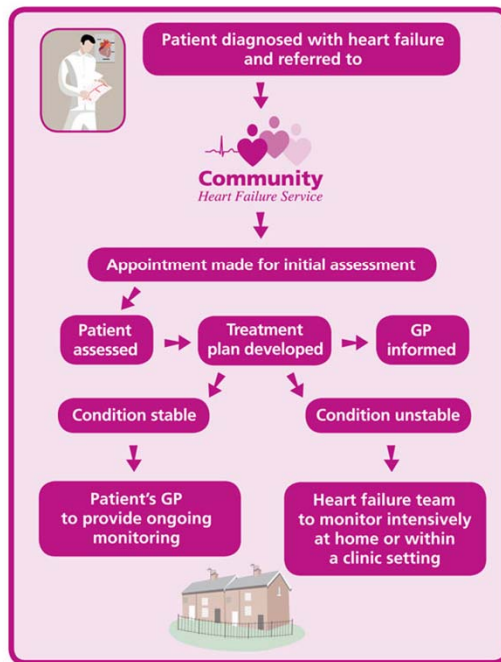 Patient diagnosed with heart failure
and referred to
Community
Heart Failure Service
Appointment made for initial assessment
Patient
assessed
Treatment
plan developed
GP
informed
Condition stable
Condition unstable
Patient's GP
to provide ongoing
monitoring
Heart failure team
to monitor intensively
at home or within
a clinic setting